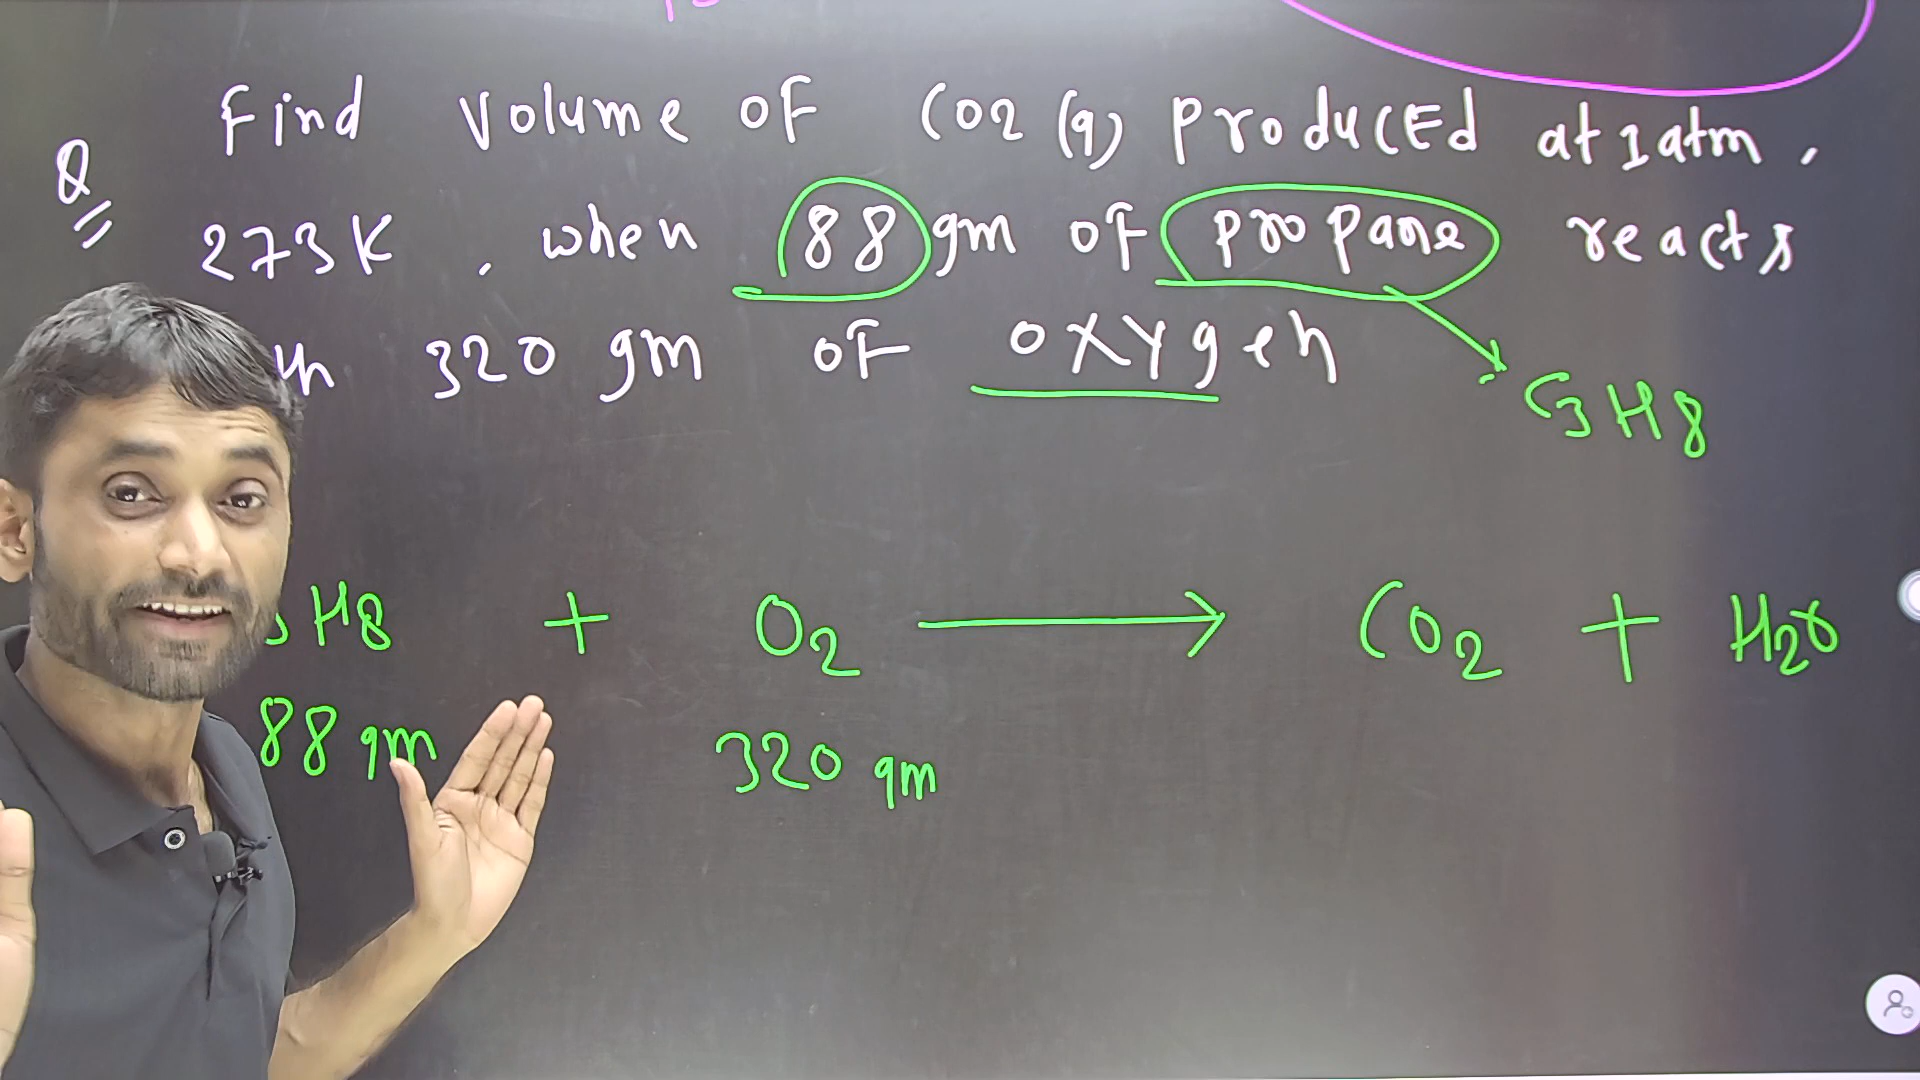 Find Volume of CO2 (g) Produced at 1 atm,
Q
273K, when 88 gm of propane reacts
320 gm of oxygen
C3H8
3H8 + O2 → CO2 + H2O
88 gm 320 gm